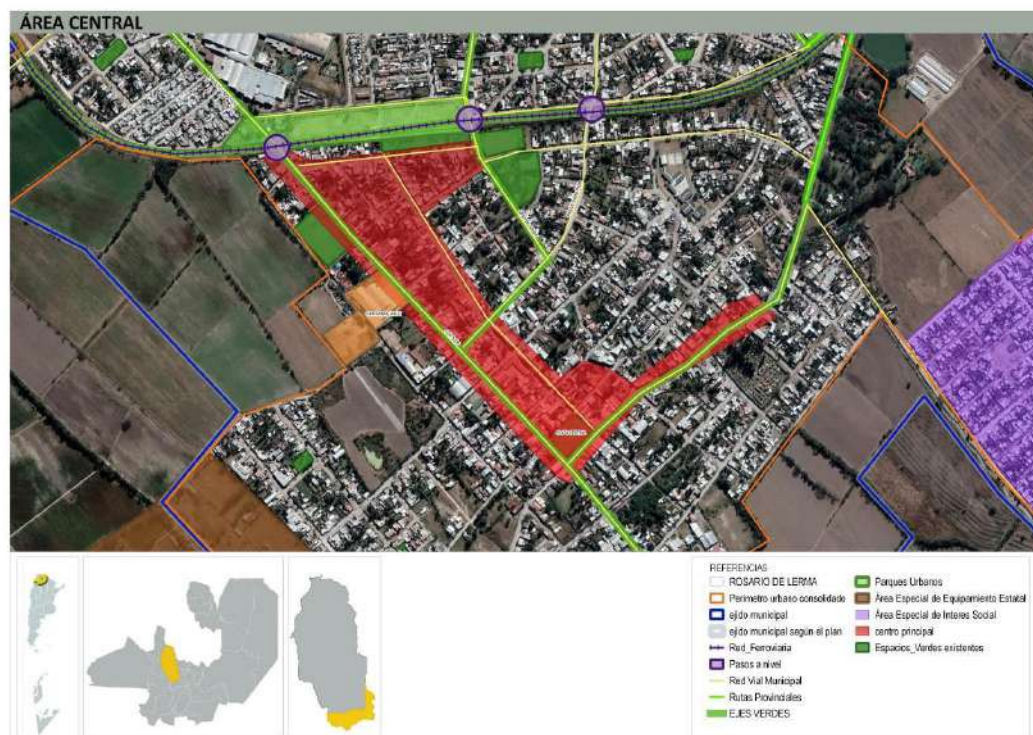 ÁREA CENTRAL
REFERENCIAS
ROSARIO DE LERMA
Perimetro urbano consolidado
ejido municipal
ejido municipal según el plan
Red_Ferroviaria
Pasos a nivel
Red Vial Municipal
Rutas Provinciales
EJES VERDES
Parques Urbanos
Área Especial de Equipamiento Estatal
Área Especial de Interes Social
centro principal
Espacios_Verdes existentes